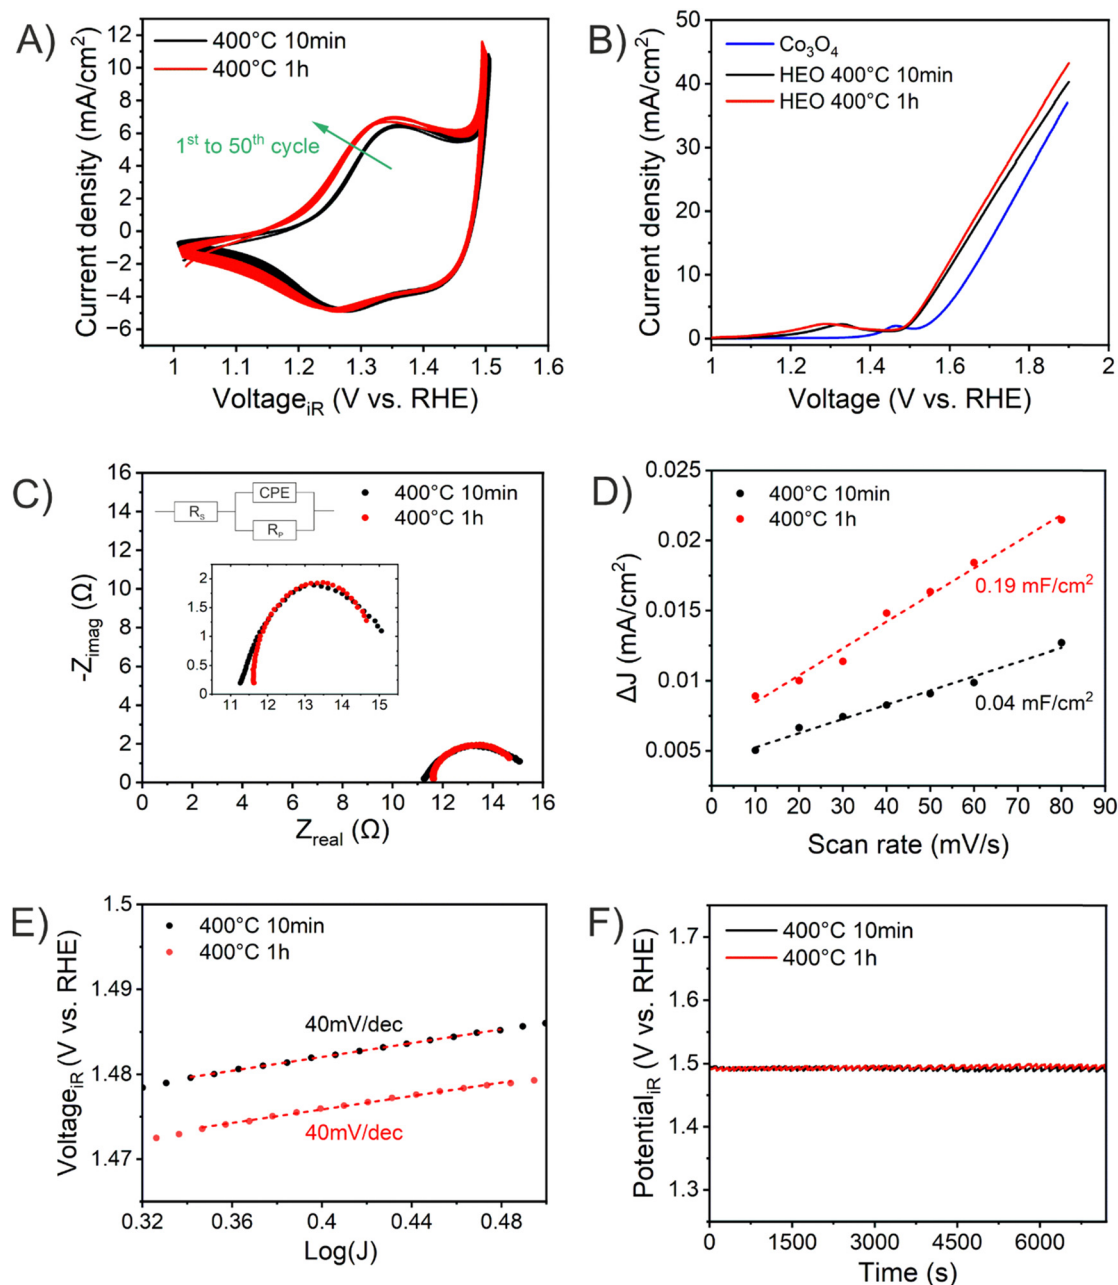 A)
400°C 10min
400°C 1h
1st to 50th cycle
Current density (mA/cm²)
12
10
8
6
4
2
0
−2
−4
−6
1
1.1
1.2
1.3
1.4
1.5
1.6
Voltage_iR (V vs. RHE)
B)
Co₃O₄
HEO 400°C 10min
HEO 400°C 1h
Current density (mA/cm²)
50
40
30
20
10
0
1
1.2
1.4
1.6
1.8
2
Voltage (V vs. RHE)
C)
R_S
CPE
R_P
400°C 10min
400°C 1h
-Z_imag (Ω)
16
14
12
10
8
6
4
2
0
2
1.5
1
0.5
0
11
12
13
14
15
0
2
4
6
8
10
12
14
16
Z_real (Ω)
D)
400°C 10min
400°C 1h
0.19 mF/cm²
0.04 mF/cm²
ΔJ (mA/cm²)
0.025
0.02
0.015
0.01
0.005
0
10
20
30
40
50
60
70
80
90
Scan rate (mV/s)
E)
400°C 10min
400°C 1h
40mV/dec
40mV/dec
Voltage_iR (V vs. RHE)
1.5
1.49
1.48
1.47
0.32
0.36
0.4
0.44
0.48
Log(J)
F)
400°C 10min
400°C 1h
Potential_iR (V vs. RHE)
1.7
1.6
1.5
1.4
1.3
0
1500
3000
4500
6000
Time (s)